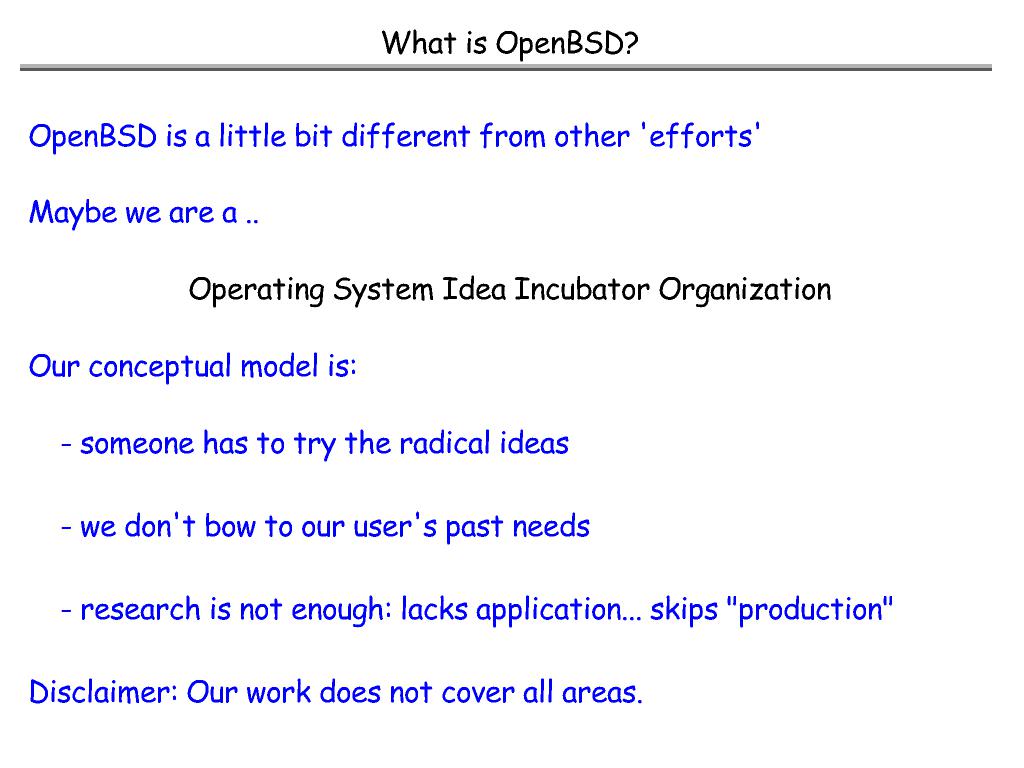 What is OpenBSD?
OpenBSD is a little bit different from other 'efforts'
Maybe we are a ..
Operating System Idea Incubator Organization
Our conceptual model is:
- someone has to try the radical ideas
- we don't bow to our user's past needs
- research is not enough: lacks application... skips "production"
Disclaimer: Our work does not cover all areas.